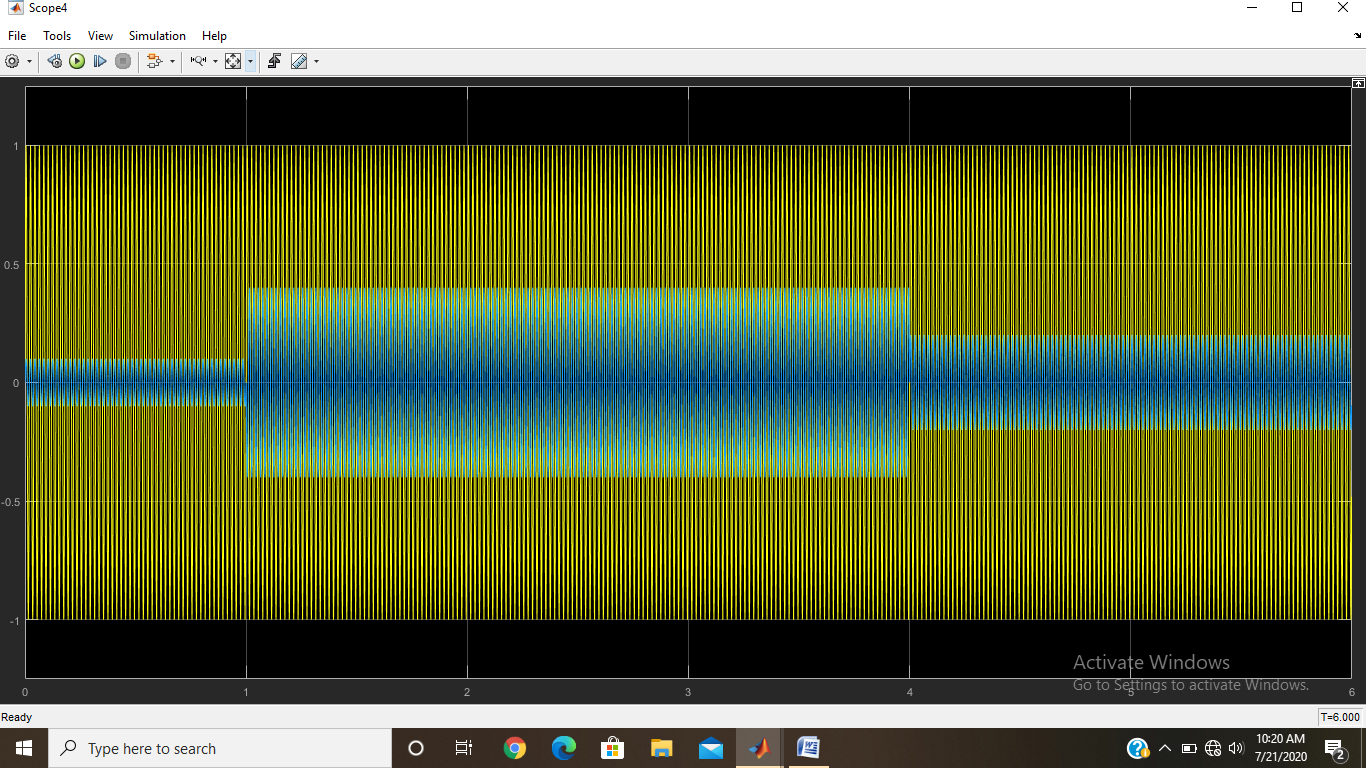 Scope4
File Tools View Simulation Help
1
0.5
0
-0.5
-1
0 1 2 3 4 5 6
Activate Windows
Go to Settings to activate Windows.
Ready
T=6.000
Type here to search
10:20 AM
7/21/2020
2